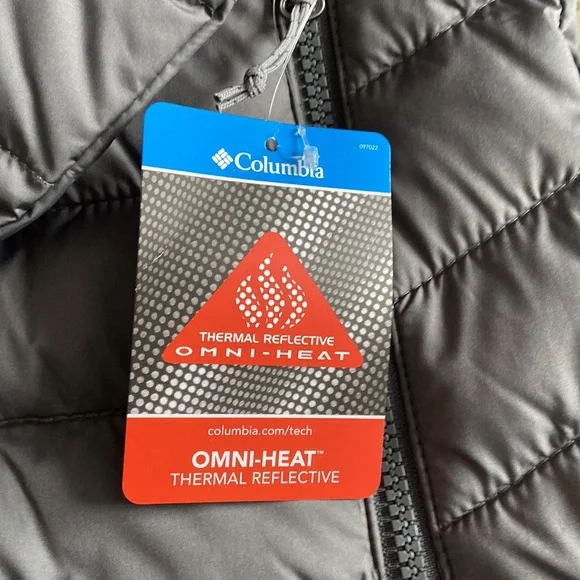 097022
Columbia
THERMAL REFLECTIVE
OMNI-HEAT
columbia.com/tech
OMNI-HEAT™
THERMAL REFLECTIVE